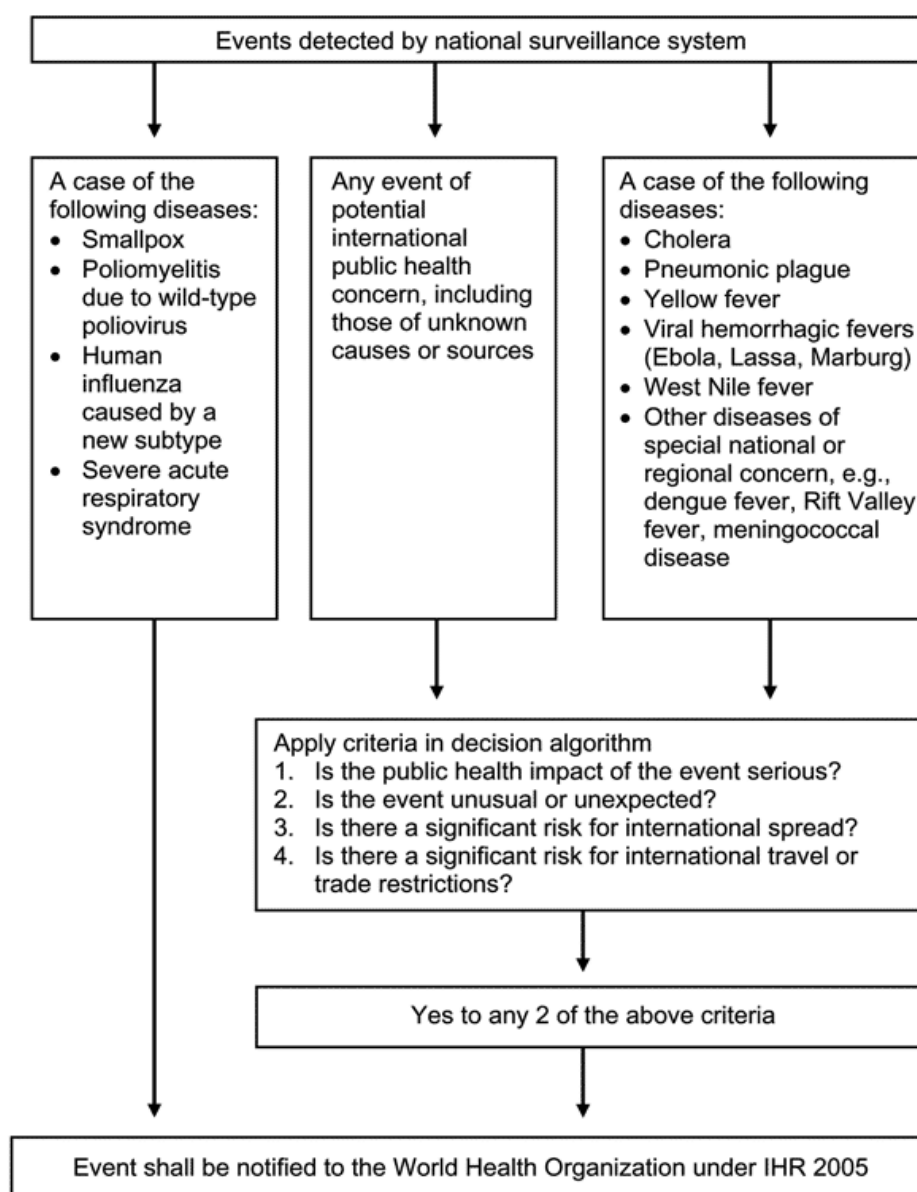 Events detected by national surveillance system
A case of the
following diseases:
• Smallpox
• Poliomyelitis
due to wild-type
poliovirus
• Human
influenza
caused by a
new subtype
• Severe acute
respiratory
syndrome
Any event of
potential
international
public health
concern, including
those of unknown
causes or sources
A case of the following
diseases:
• Cholera
• Pneumonic plague
• Yellow fever
• Viral hemorrhagic fevers
(Ebola, Lassa, Marburg)
• West Nile fever
• Other diseases of
special national or
regional concern, e.g.,
dengue fever, Rift Valley
fever, meningococcal
disease
Apply criteria in decision algorithm
1. Is the public health impact of the event serious?
2. Is the event unusual or unexpected?
3. Is there a significant risk for international spread?
4. Is there a significant risk for international travel or
trade restrictions?
Yes to any 2 of the above criteria
Event shall be notified to the World Health Organization under IHR 2005